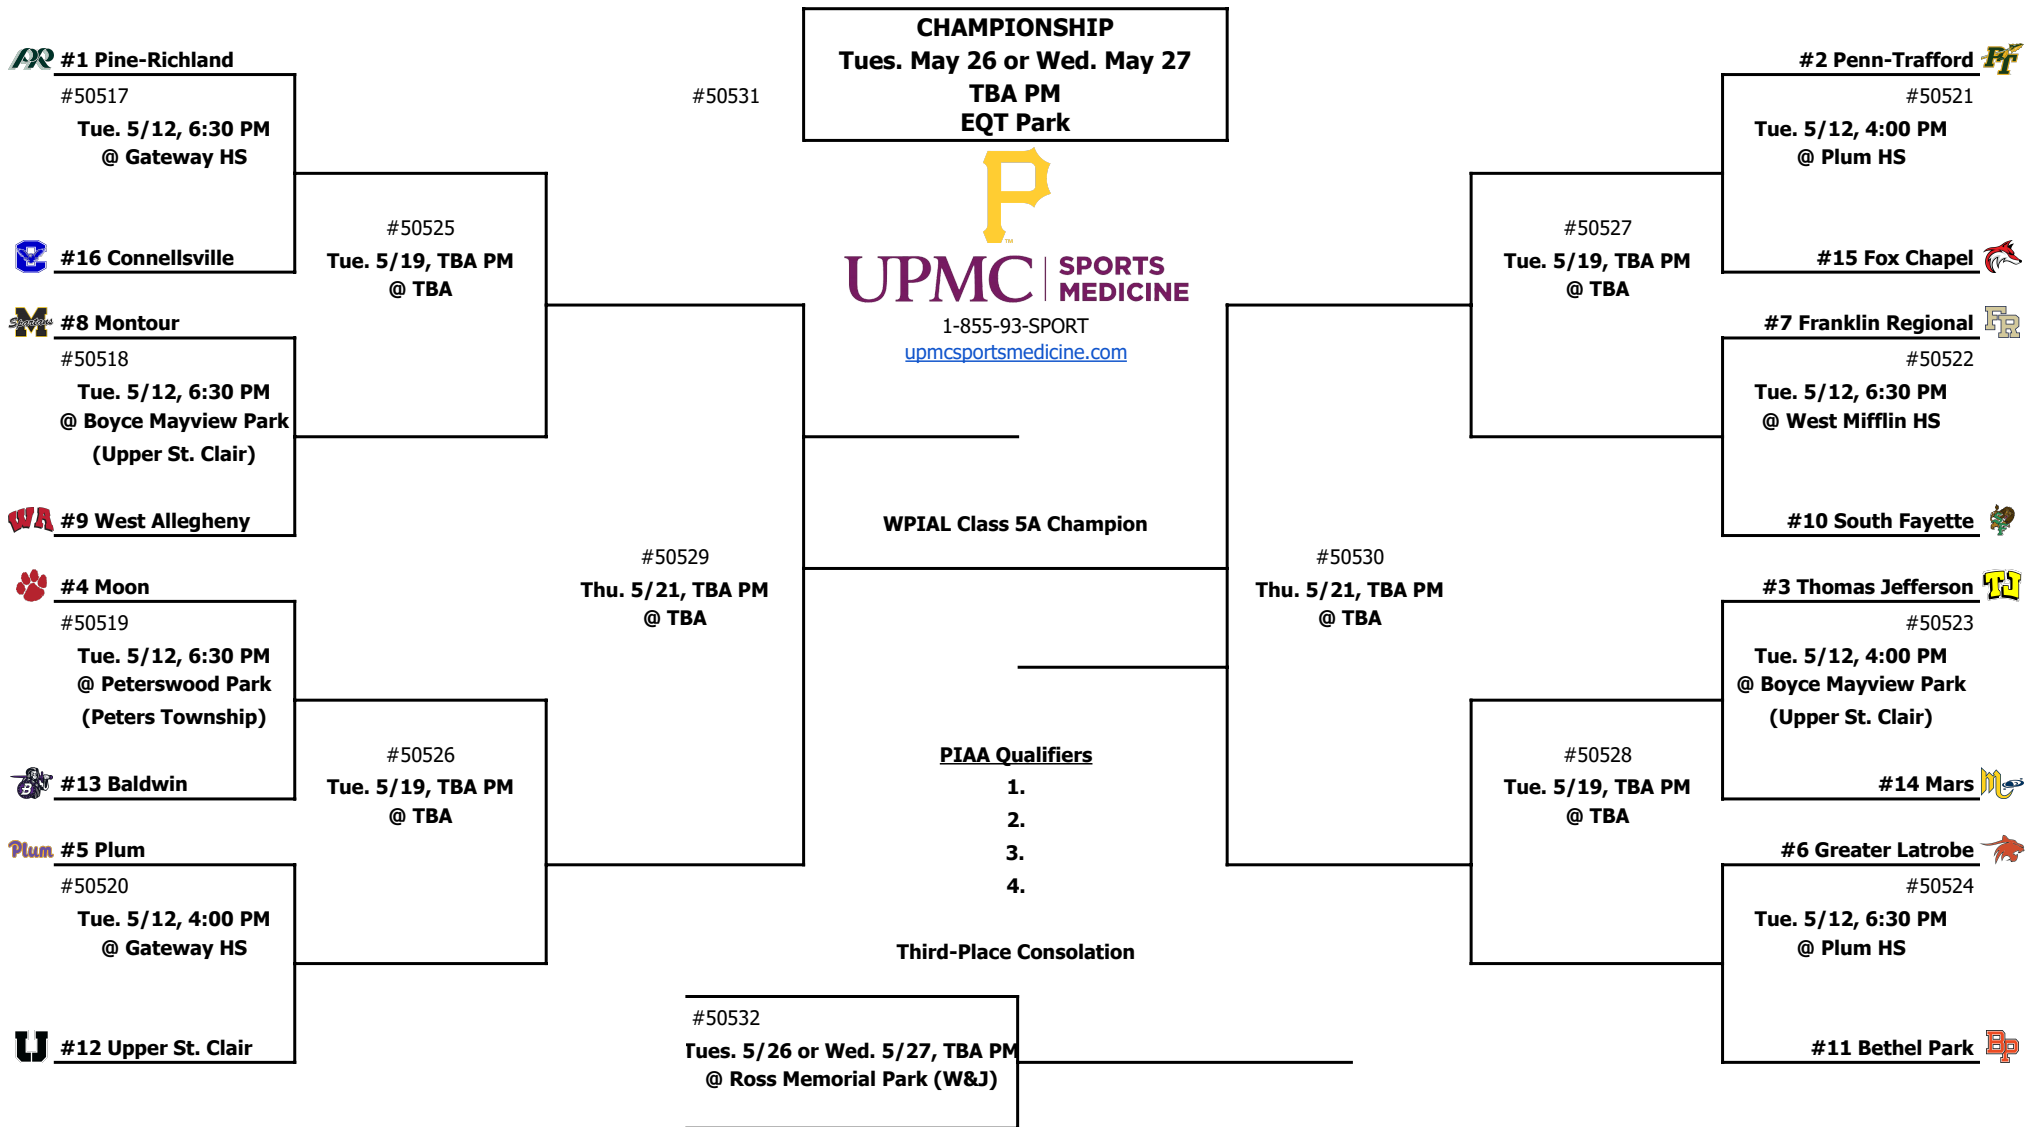 CHAMPIONSHIP
Tues. May 26 or Wed. May 27
TBA PM
EQT Park
#50531
P
TM
UPMC | SPORTS MEDICINE
1-855-93-SPORT
upmcsportsmedicine.com
#1 Pine-Richland
#50517
Tue. 5/12, 6:30 PM
@ Gateway HS
#16 Connellsville
#50525
Tue. 5/19, TBA PM
@ TBA
Spartans
M
#8 Montour
#50518
Tue. 5/12, 6:30 PM
@ Boyce Mayview Park
(Upper St. Clair)
WA
#9 West Allegheny
#50529
Thu. 5/21, TBA PM
@ TBA
#4 Moon
#50519
Tue. 5/12, 6:30 PM
@ Peterswood Park
(Peters Township)
B
#13 Baldwin
#50526
Tue. 5/19, TBA PM
@ TBA
Plum
#5 Plum
#50520
Tue. 5/12, 4:00 PM
@ Gateway HS
U
#12 Upper St. Clair
WPIAL Class 5A Champion
PIAA Qualifiers
1.
2.
3.
4.
Third-Place Consolation
#50532
Tues. 5/26 or Wed. 5/27, TBA PM
@ Ross Memorial Park (W&J)
#2 Penn-Trafford
PT
#50521
Tue. 5/12, 4:00 PM
@ Plum HS
#15 Fox Chapel
#50527
Tue. 5/19, TBA PM
@ TBA
#7 Franklin Regional
FR
#50522
Tue. 5/12, 6:30 PM
@ West Mifflin HS
#10 South Fayette
#50530
Thu. 5/21, TBA PM
@ TBA
#3 Thomas Jefferson
TJ
#50523
Tue. 5/12, 4:00 PM
@ Boyce Mayview Park
(Upper St. Clair)
#14 Mars
M
#50528
Tue. 5/19, TBA PM
@ TBA
#6 Greater Latrobe
#50524
Tue. 5/12, 6:30 PM
@ Plum HS
#11 Bethel Park
BP